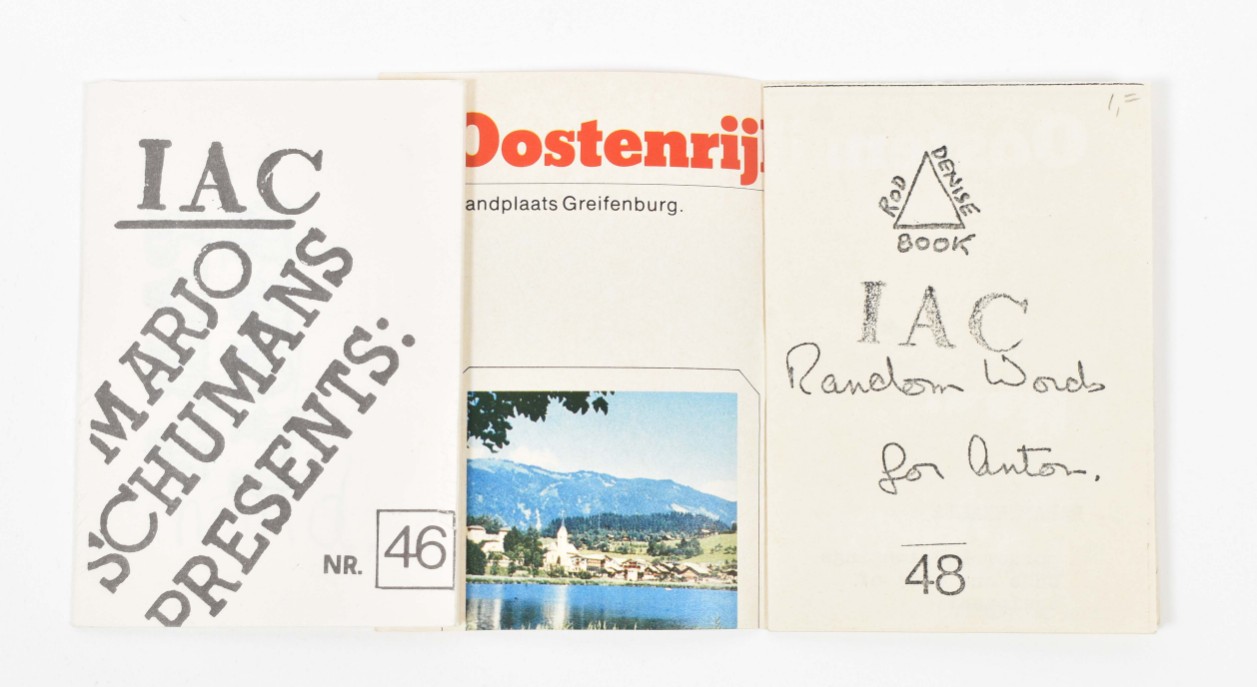 IAC
MARJO
SCHUMANS
PRESENTS:
NR. 46
Oostenrij
andplaats Greifenburg.
1,=
ROD DENISE
BOOK
IAC
Random Words
for Anton.
48